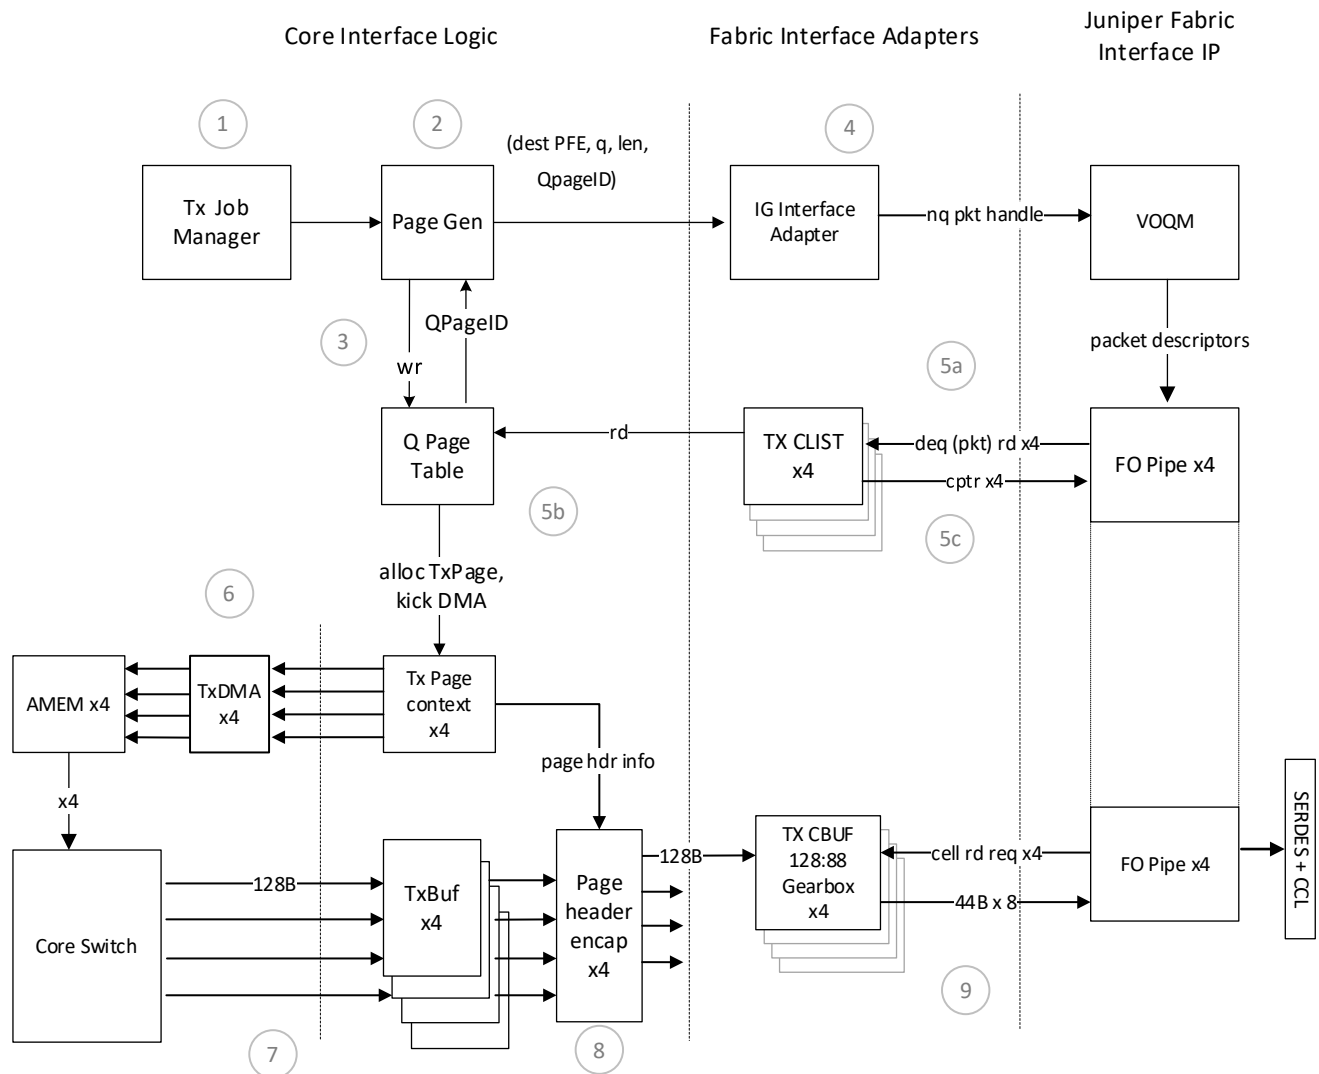 Core Interface Logic
Fabric Interface Adapters
Juniper Fabric
Interface IP
1
2
4
(dest PFE, q, len,
QpageID)
Tx Job
Manager
Page Gen
IG Interface
Adapter
nq pkt handle
VOQM
3
QPageID
wr
packet descriptors
5a
Q Page
Table
rd
TX CLIST
x4
deq (pkt) rd x4
cptr x4
FO Pipe x4
5b
5c
alloc TxPage,
kick DMA
6
AMEM x4
TxDMA
x4
Tx Page
context
x4
page hdr info
x4
SERDES + CCL
Core Switch
128B
TxBuf
x4
Page
header
encap
x4
128B
TX CBUF
128:88
Gearbox
x4
cell rd req x4
44B x 8
FO Pipe x4
7
8
9